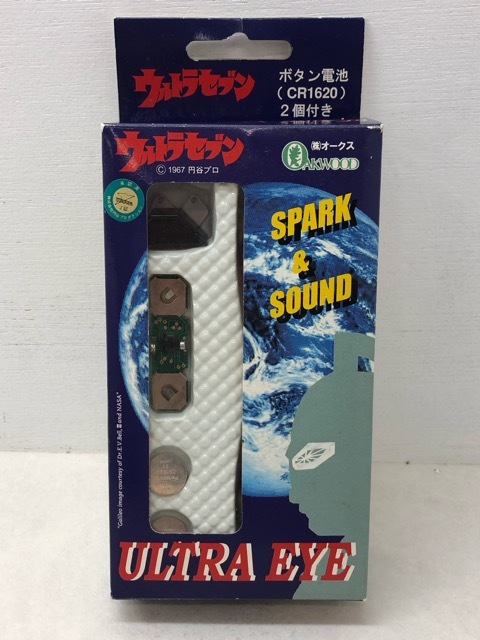 ウルトラセブン
ボタン電池
（CR1620）
2個付き
ウルトラセブン
© 1967 円谷プロ
㈱オークス
OAKWOOD
SPARK
&
SOUND
"Galileo image courtesy of Dr.E.V.Bell,Ⅱ and NASA"
ULTRA EYE